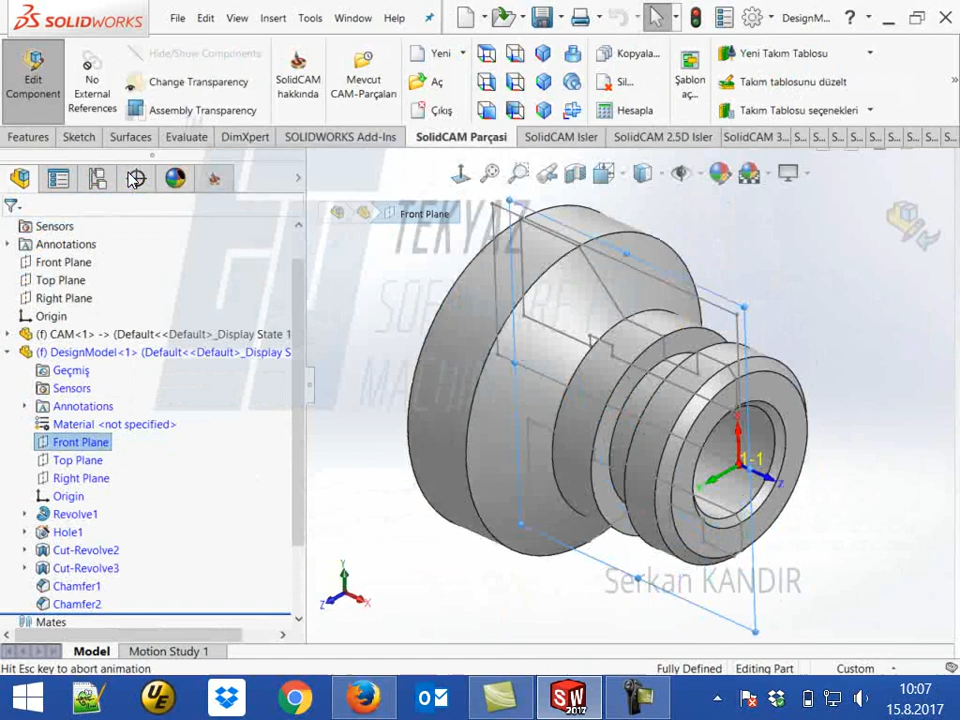 SOLIDWORKS
File
Edit
View
Insert
Tools
Window
Help
DesignM...
Edit Component
No External References
Hide/Show Components
Change Transparency
Assembly Transparency
SolidCAM hakkında
Mevcut CAM-Parçaları
Yeni
Aç
Çıkış
Kopyala...
Sil...
Hesapla
Şablon aç...
Yeni Takım Tablosu
Takım tablosunu düzelt
Takım Tablosu seçenekleri
Features
Sketch
Surfaces
Evaluate
DimXpert
SOLIDWORKS Add-Ins
SolidCAM Parçası
SolidCAM Isler
SolidCAM 2.5D Isler
SolidCAM 3...
S...
S...
S...
S...
S...
S...
Sensors
Annotations
Front Plane
Top Plane
Right Plane
Origin
(f) CAM<1> -> (Default<<Default>_Display State 1
(f) DesignModel<1> (Default<<Default>_Display S
Geçmiş
Sensors
Annotations
Material <not specified>
Front Plane
Top Plane
Right Plane
Origin
Revolve1
Hole1
Cut-Revolve2
Cut-Revolve3
Chamfer1
Chamfer2
Mates
Front Plane
TEKYAZ
1-1
Serkan KANDIR
Y
Z
X
Model
Motion Study 1
Hit Esc key to abort animation
Fully Defined
Editing Part
Custom
SW
2017
10:07
15.8.2017